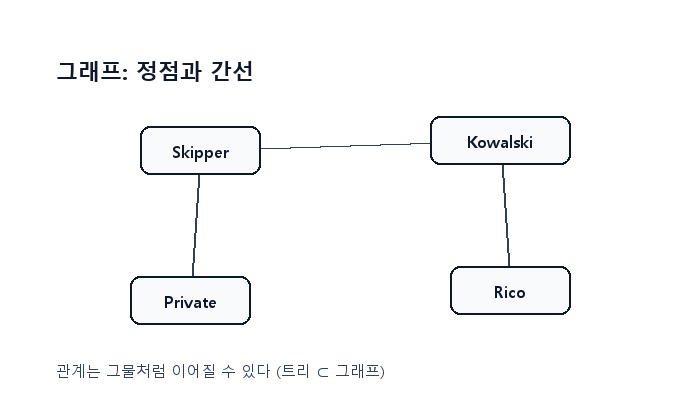 그래프: 정점과 간선
Skipper
Kowalski
Private
Rico
관계는 그물처럼 이어질 수 있다 (트리 ⊂ 그래프)